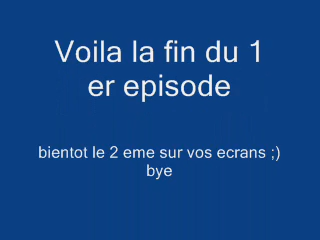 Voila la fin du 1
er episode
bientot le 2 eme sur vos ecrans ;)
bye